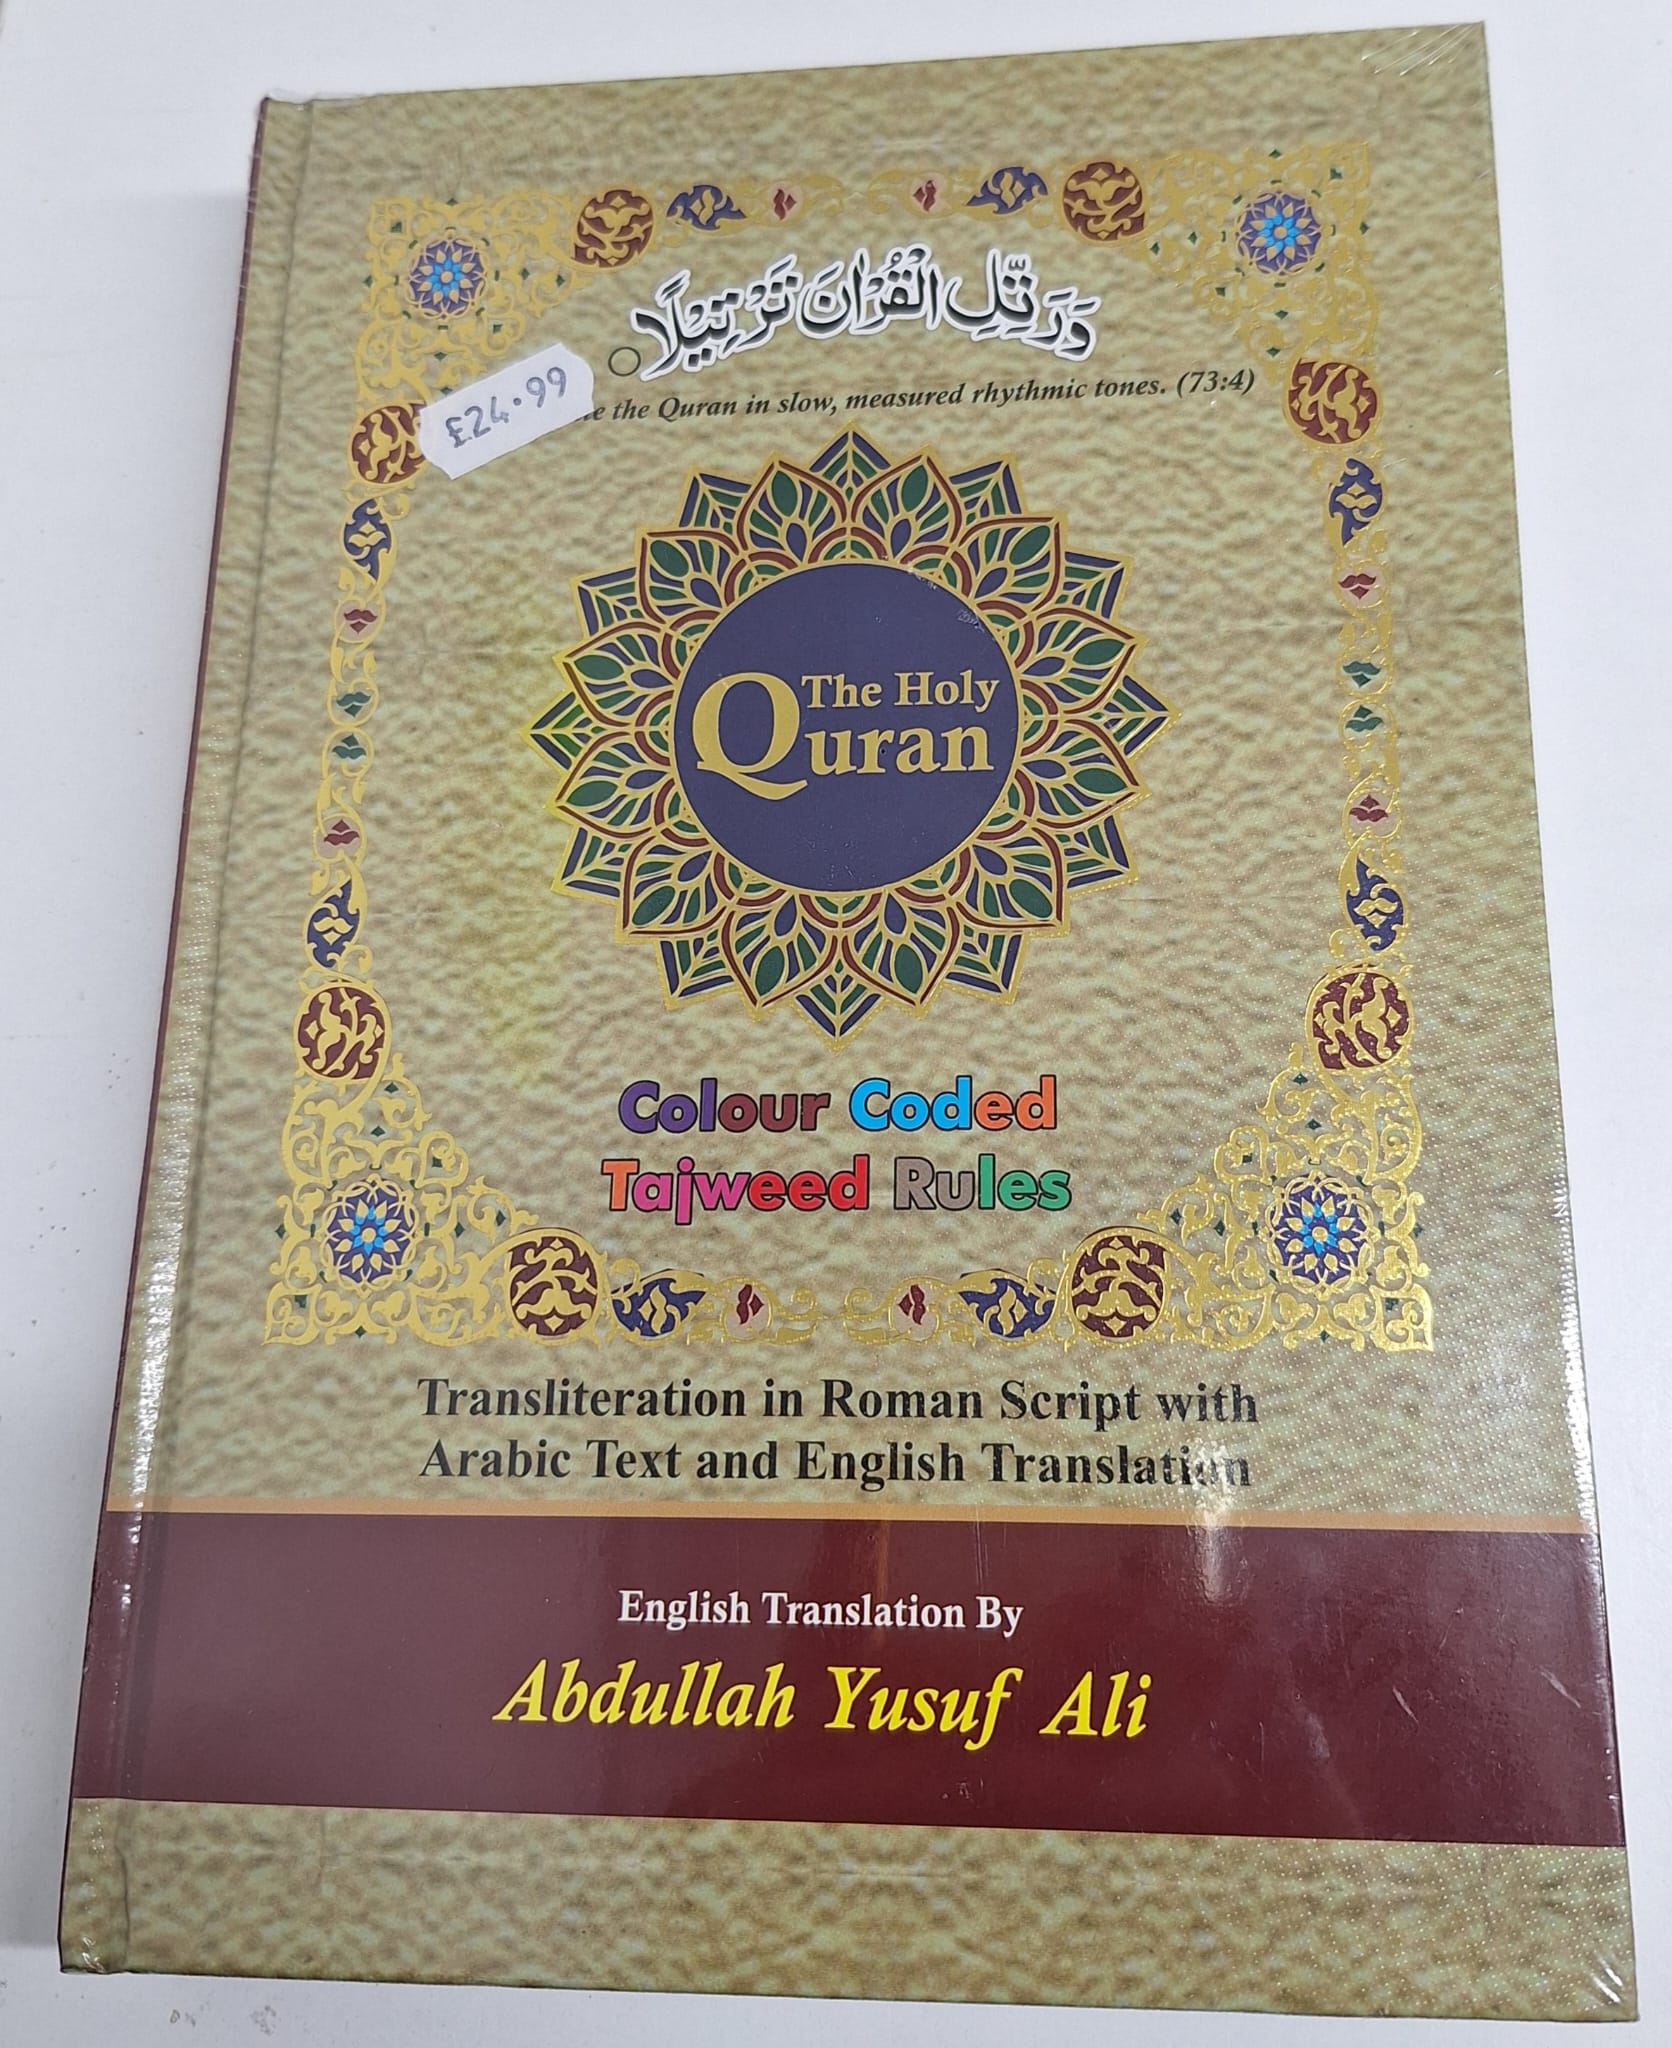 وَرَتِّلِ الْقُرْاٰنَ تَرْتِيْلًا
£24.99
the Quran in slow, measured rhythmic tones. (73:4)
The Holy
Quran
Colour Coded
Tajweed Rules
Transliteration in Roman Script with
Arabic Text and English Translation
English Translation By
Abdullah Yusuf Ali